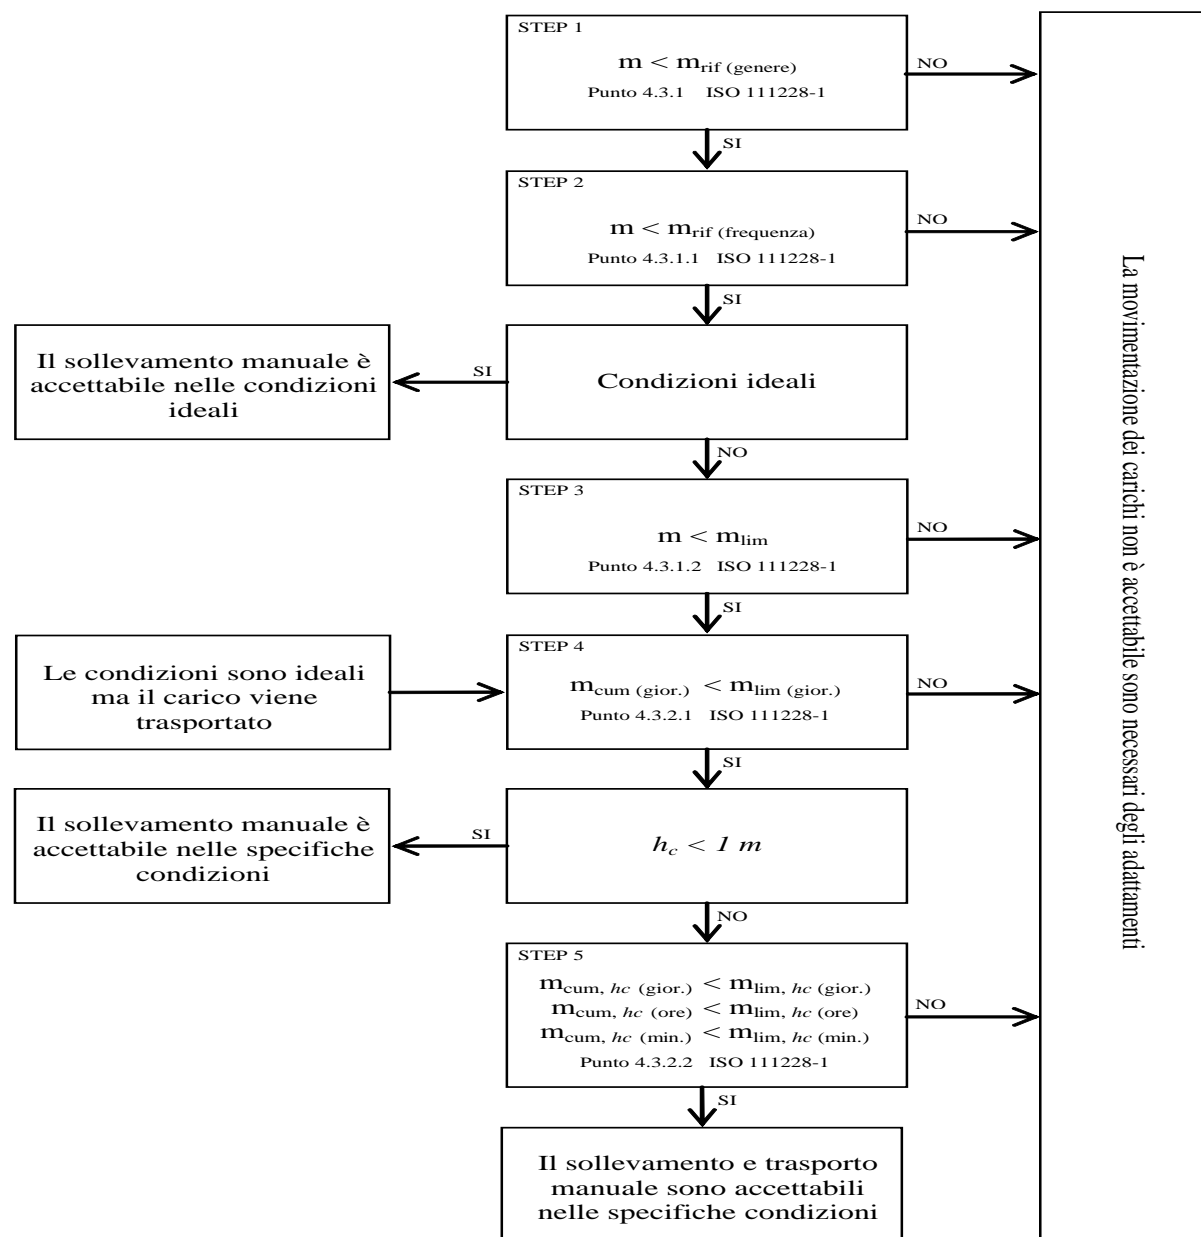 STEP 1
m < mrif (genere)
Punto 4.3.1 ISO 111228-1
NO
SI
STEP 2
m < mrif (frequenza)
Punto 4.3.1.1 ISO 111228-1
NO
SI
Il sollevamento manuale è
accettabile nelle condizioni
ideali
SI
Condizioni ideali
NO
STEP 3
m < mlim
Punto 4.3.1.2 ISO 111228-1
NO
SI
Le condizioni sono ideali
ma il carico viene
trasportato
STEP 4
mcum (gior.) < mlim (gior.)
Punto 4.3.2.1 ISO 111228-1
NO
SI
Il sollevamento manuale è
accettabile nelle specifiche
condizioni
SI
hc < 1 m
NO
STEP 5
mcum, hc (gior.) < mlim, hc (gior.)
mcum, hc (ore) < mlim, hc (ore)
mcum, hc (min.) < mlim, hc (min.)
Punto 4.3.2.2 ISO 111228-1
NO
SI
Il sollevamento e trasporto
manuale sono accettabili
nelle specifiche condizioni
La movimentazione dei carichi non è accettabile sono necessari degli adattamenti